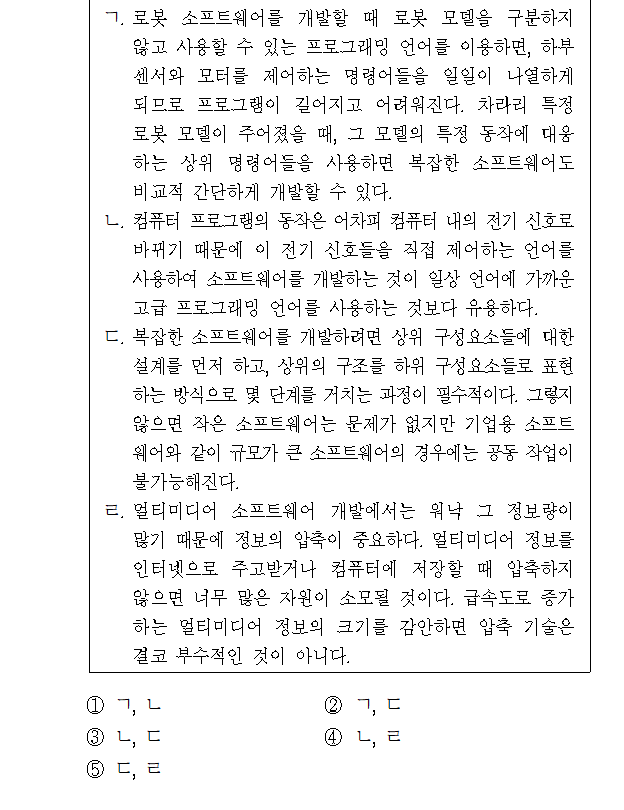 ㄱ. 로봇 소프트웨어를 개발할 때 로봇 모델을 구분하지
않고 사용할 수 있는 프로그래밍 언어를 이용하면, 하부
센서와 모터를 제어하는 명령어들을 일일이 나열하게
되므로 프로그램이 길어지고 어려워진다. 차라리 특정
로봇 모델이 주어졌을 때, 그 모델의 특정 동작에 대응
하는 상위 명령어들을 사용하면 복잡한 소프트웨어도
비교적 간단하게 개발할 수 있다.
ㄴ. 컴퓨터 프로그램의 동작은 어차피 컴퓨터 내의 전기 신호로
바뀌기 때문에 이 전기 신호들을 직접 제어하는 언어를
사용하여 소프트웨어를 개발하는 것이 일상 언어에 가까운
고급 프로그래밍 언어를 사용하는 것보다 유용하다.
ㄷ. 복잡한 소프트웨어를 개발하려면 상위 구성요소들에 대한
설계를 먼저 하고, 상위의 구조를 하위 구성요소들로 표현
하는 방식으로 몇 단계를 거치는 과정이 필수적이다. 그렇지
않으면 작은 소프트웨어는 문제가 없지만 기업용 소프트
웨어와 같이 규모가 큰 소프트웨어의 경우에는 공동 작업이
불가능해진다.
ㄹ. 멀티미디어 소프트웨어 개발에서는 워낙 그 정보량이
많기 때문에 정보의 압축이 중요하다. 멀티미디어 정보를
인터넷으로 주고받거나 컴퓨터에 저장할 때 압축하지
않으면 너무 많은 자원이 소모될 것이다. 급속도로 증가
하는 멀티미디어 정보의 크기를 감안하면 압축 기술은
결코 부수적인 것이 아니다.
① ㄱ, ㄴ ② ㄱ, ㄷ
③ ㄴ, ㄷ ④ ㄴ, ㄹ
⑤ ㄷ, ㄹ